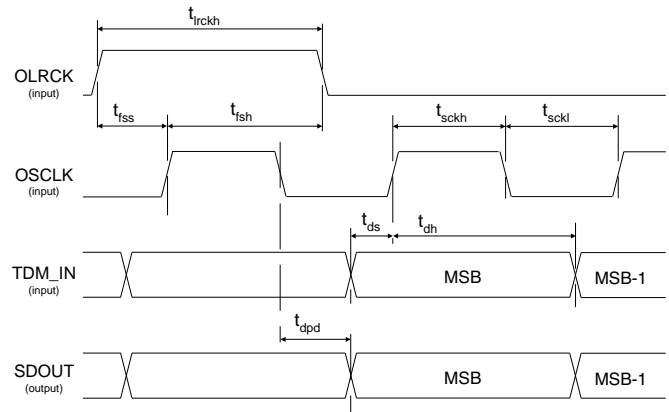 t_lrckh
OLRCK
(input)
t_fss
t_fsh
t_sckh
t_sckl
OSCLK
(input)
t_ds
t_dh
TDM_IN
(input)
MSB
MSB-1
t_dpd
SDOUT
(output)
MSB
MSB-1